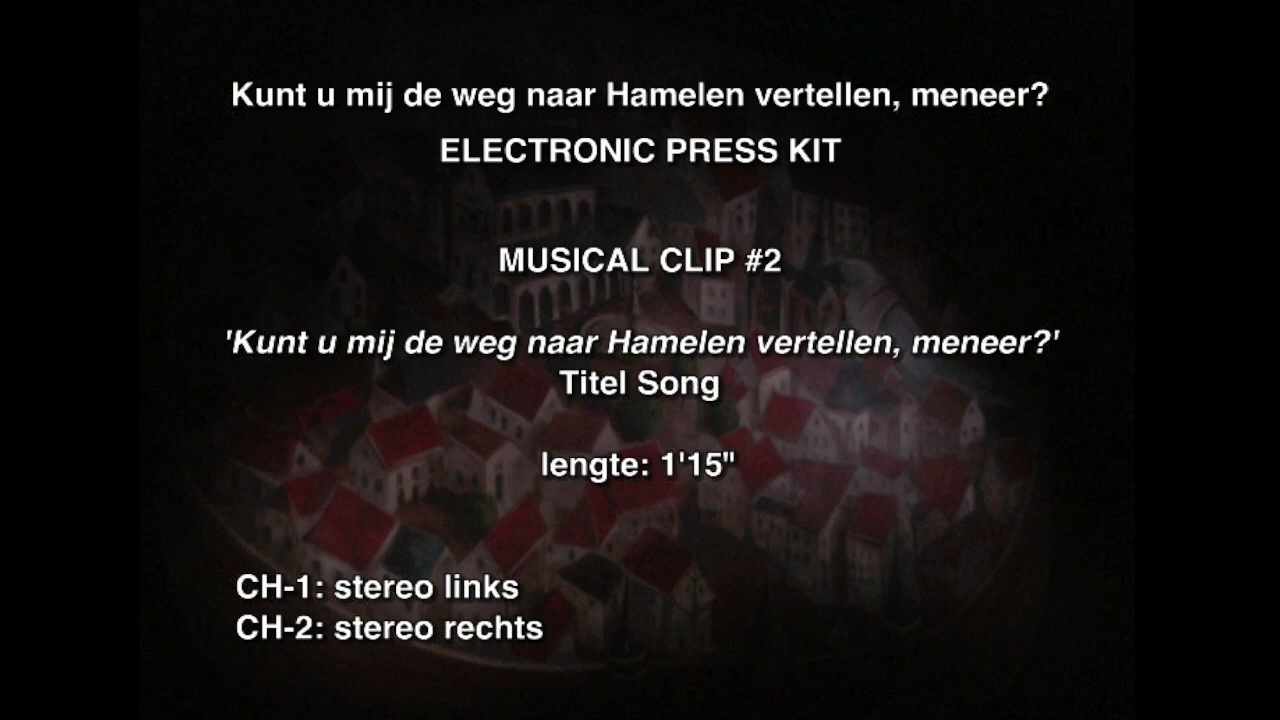 Kunt u mij de weg naar Hamelen vertellen, meneer?
ELECTRONIC PRESS KIT
MUSICAL CLIP #2
'Kunt u mij de weg naar Hamelen vertellen, meneer?'
Titel Song
lengte: 1'15"
CH-1: stereo links
CH-2: stereo rechts